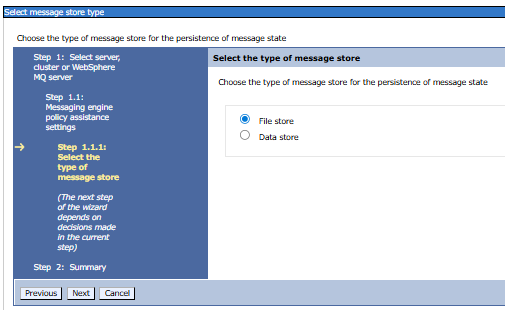 Select message store type
Choose the type of message store for the persistence of message state
Step 1: Select server,
cluster or WebSphere
MQ server
Step 1.1:
Messaging engine
policy assistance
settings
Step 1.1.1:
Select the
type of
message store
(The next step
of the wizard
depends on
decisions made
in the current
step)
Step 2: Summary
Select the type of message store
Choose the type of message store for the persistence of message state
File store
Data store
Previous Next Cancel